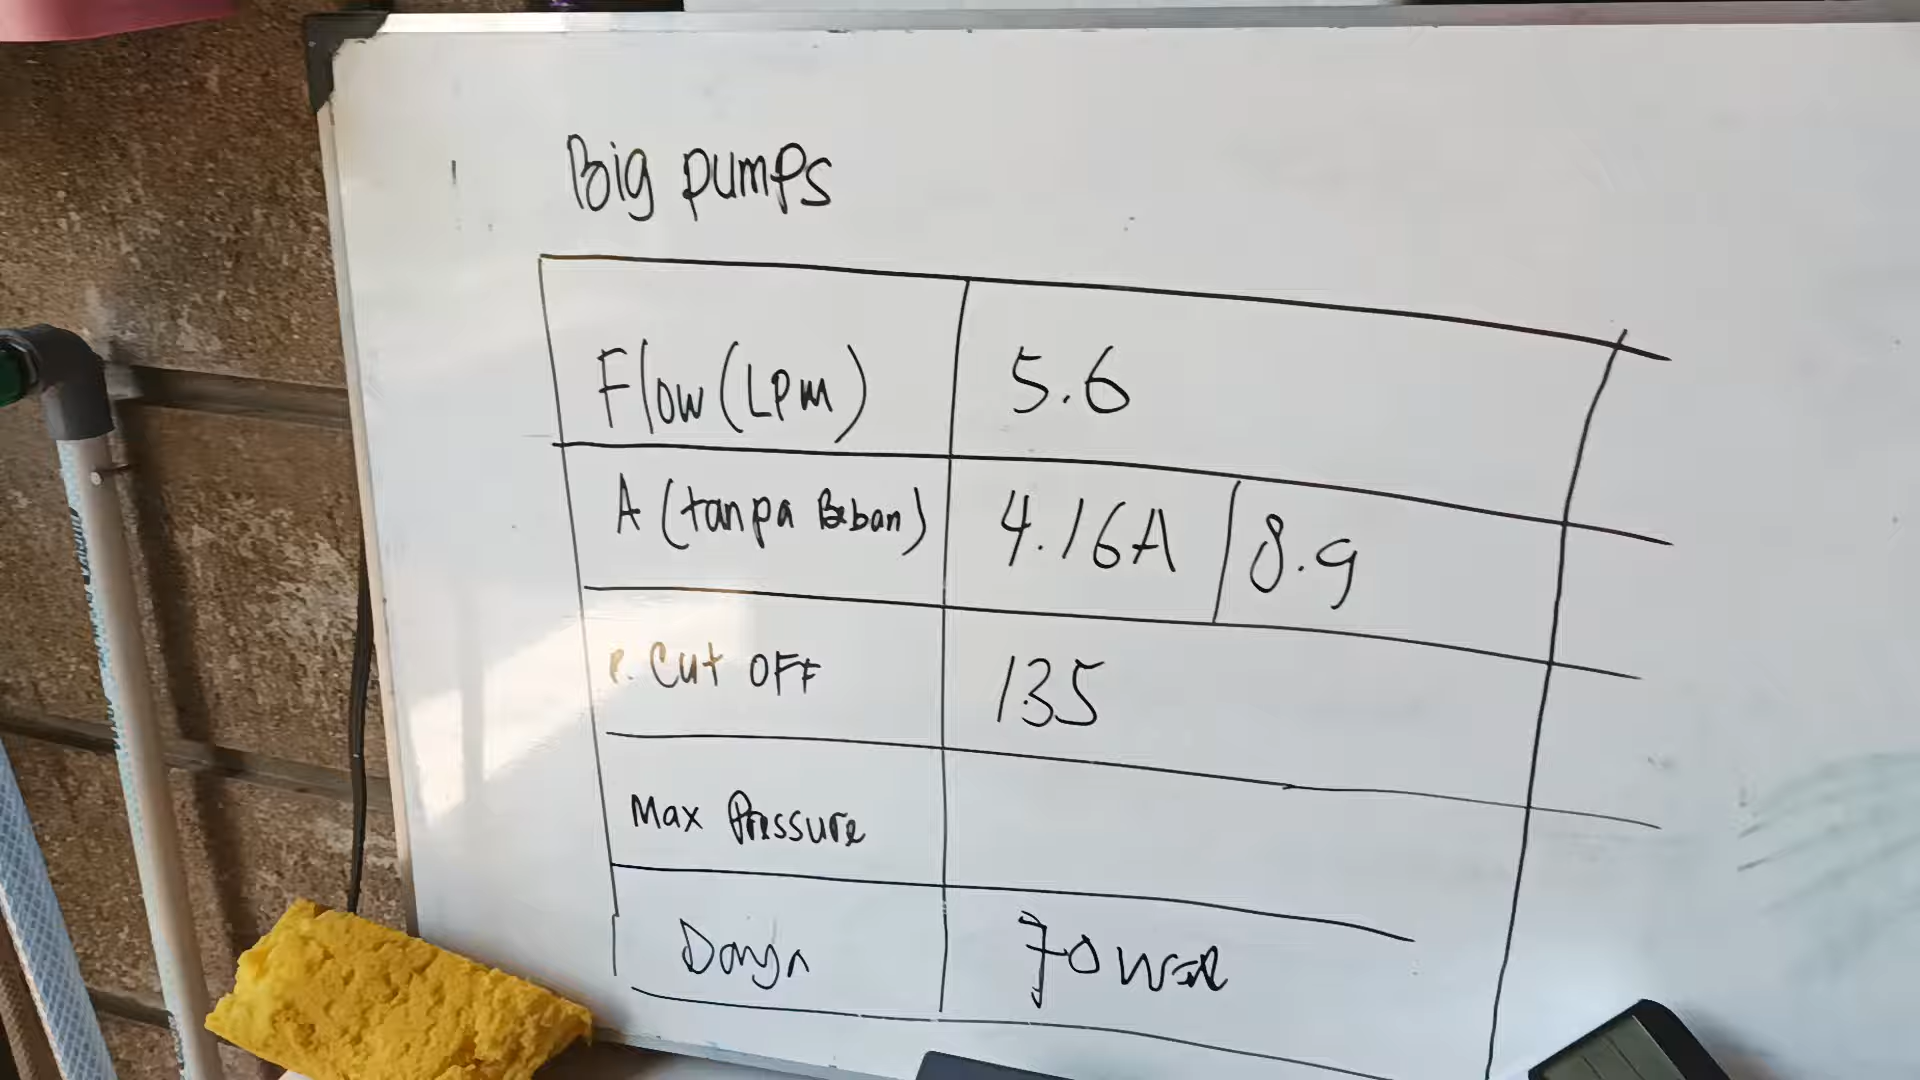 Big pumps
Flow (Lpm) 5.6
A (tanpa Beban) 4.16A 8.9
P. Cut OFF 135
Max Pressure
Daya 70 watt